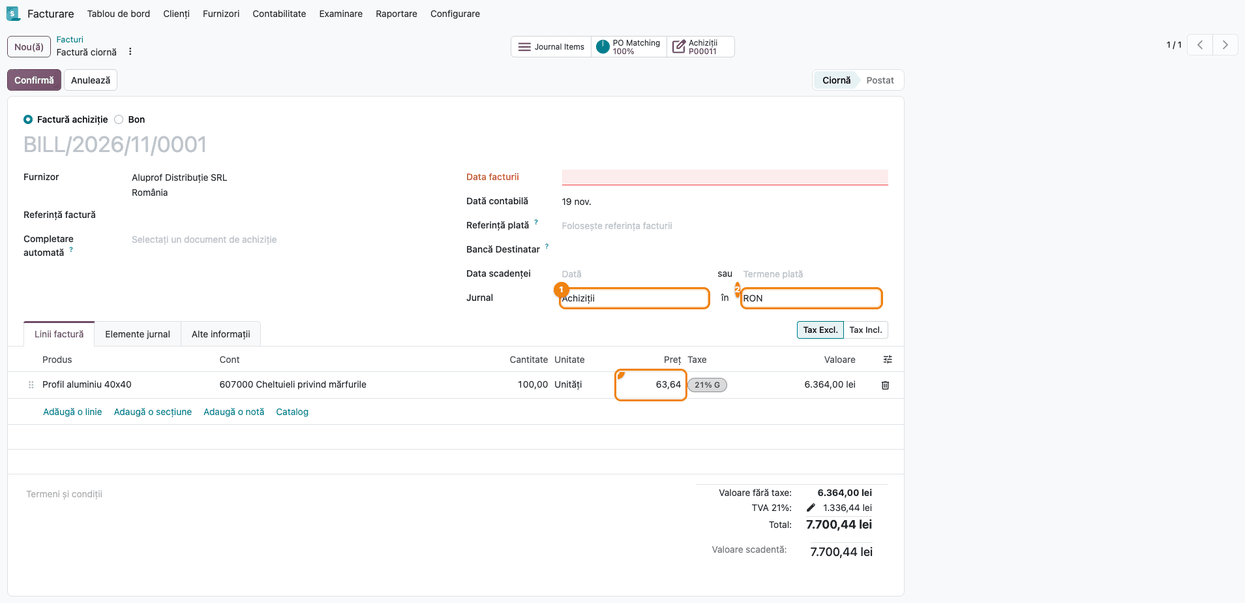 Facturare Tablou de bord Clienți Furnizori Contabilitate Examinare Raportare Configurare
Nou(ă) Facturi
Factură ciornă
Journal Items PO Matching 100% Achiziții P00011
1 / 1
Confirmă Anulează Ciornă Postat
Factură achiziție Bon
BILL/2026/11/0001
Furnizor Aluprof Distribuție SRL
România
Referință factură
Completare automată ? Selectați un document de achiziție
Data facturii
Dată contabilă 19 nov.
Referință plată ? Folosește referința facturii
Bancă Destinatar ?
Data scadenței Dată sau Termene plată
1 2
Jurnal Achiziții în RON
Linii factură Elemente jurnal Alte informații Tax Excl. Tax Incl.
Produs Cont Cantitate Unitate Preț Taxe Valoare
Profil aluminiu 40x40 607000 Cheltuieli privind mărfurile 100,00 Unități 63,64 21% G 6.364,00 lei
Adăugă o linie Adaugă o secțiune Adaugă o notă Catalog
Termeni și condiții
Valoare fără taxe: 6.364,00 lei
TVA 21%: 1.336,44 lei
Total: 7.700,44 lei
Valoare scadentă: 7.700,44 lei